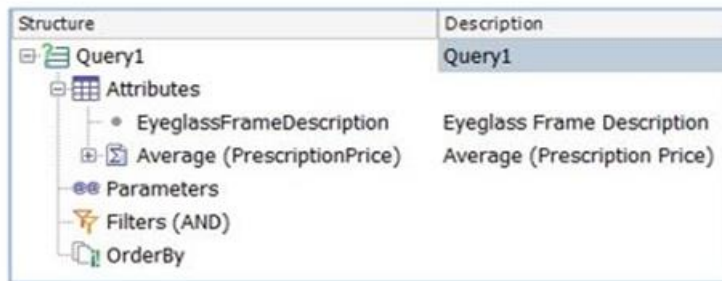 Structure Description
Query1 Query1
Attributes
EyeglassFrameDescription Eyeglass Frame Description
Average (PrescriptionPrice) Average (Prescription Price)
Parameters
Filters (AND)
OrderBy